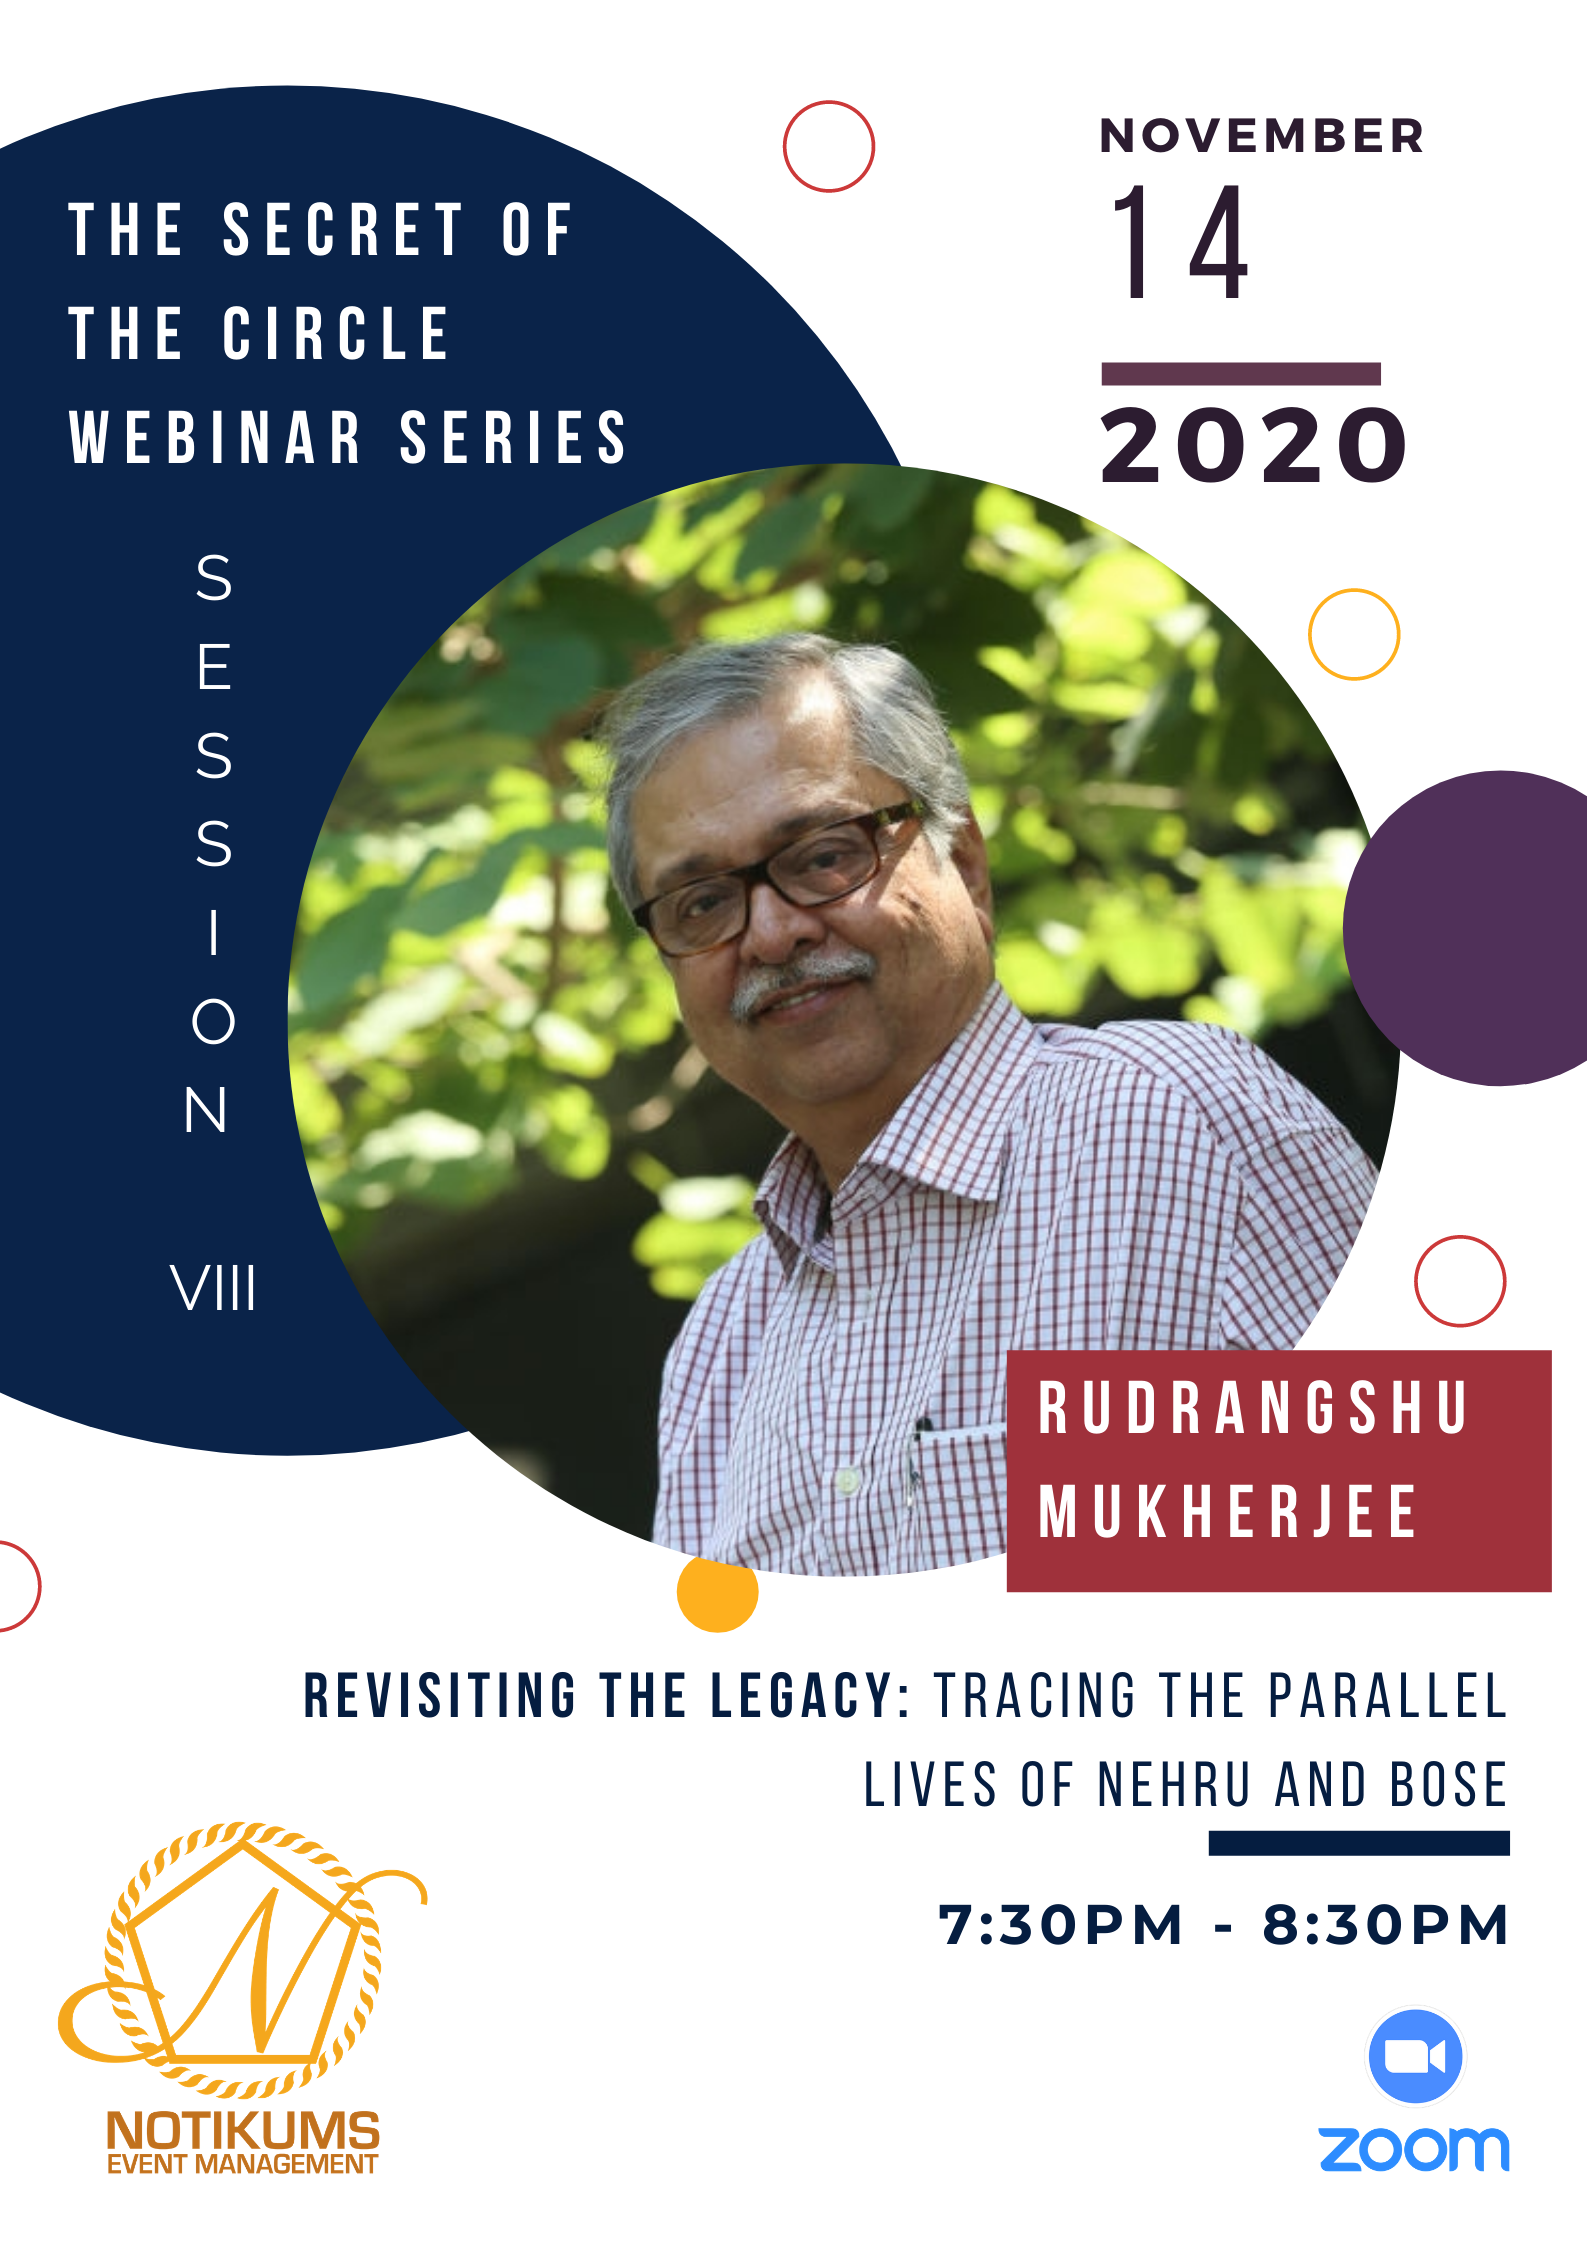 THE SECRET OF
THE CIRCLE
WEBINAR SERIES
NOVEMBER
14
2020
S
E
S
S
I
O
N
VIII
RUDRANGSHU
MUKHERJEE
REVISITING THE LEGACY: TRACING THE PARALLEL
LIVES OF NEHRU AND BOSE
7:30PM - 8:30PM
N
NOTIKUMS
EVENT MANAGEMENT
zoom